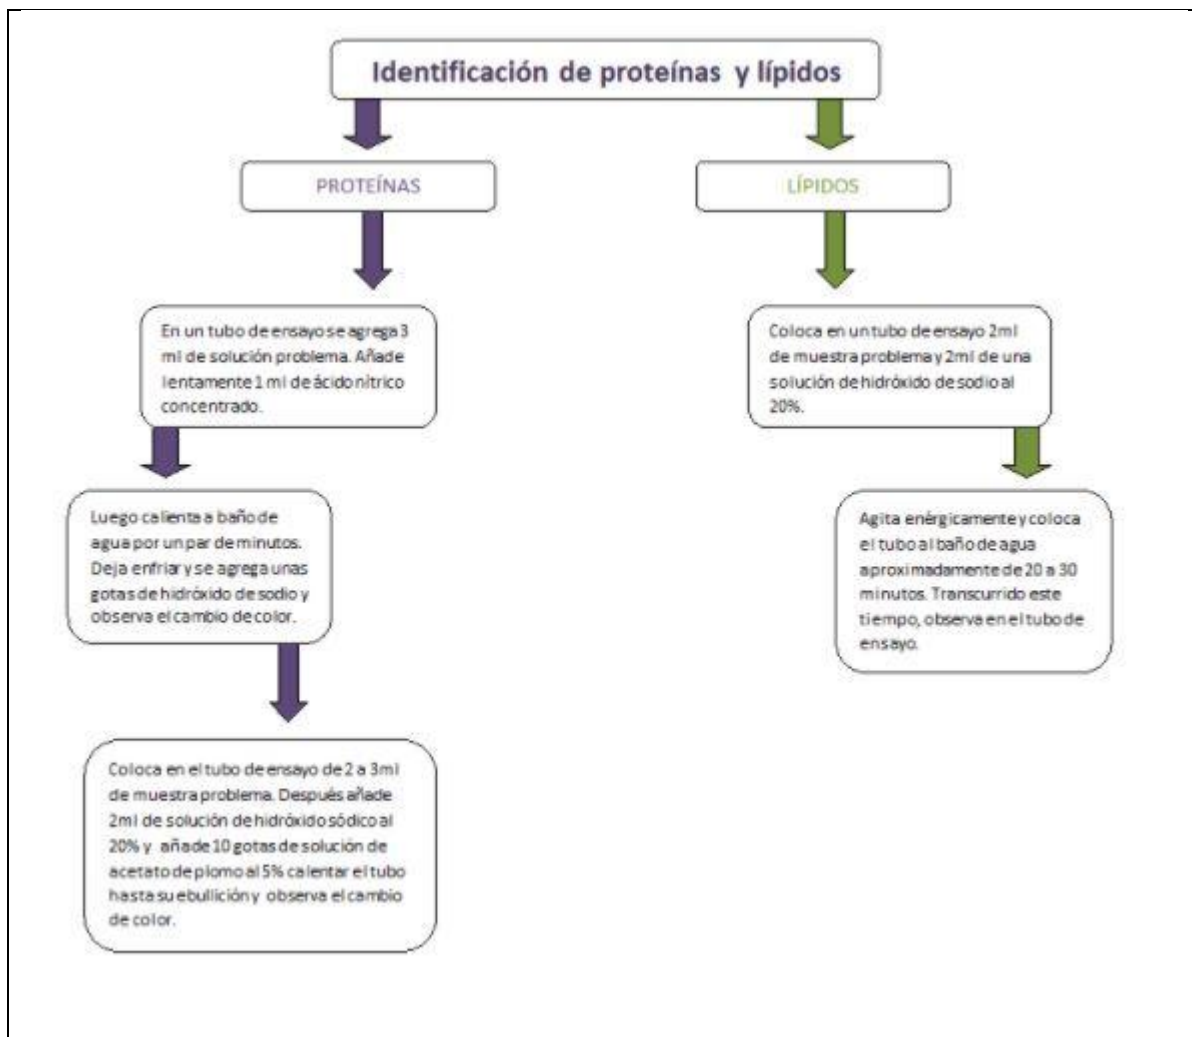 Identificación de proteínas y lípidos
PROTEÍNAS
En un tubo de ensayo se agrega 3
ml de solución problema. Añade
lentamente 1 ml de ácido nítrico
concentrado.
Luego calienta a baño de
agua por un par de minutos.
Deja enfriar y se agrega unas
gotas de hidróxido de sodio y
observa el cambio de color.
Coloca en el tubo de ensayo de 2 a 3ml
de muestra problema. Después añade
2ml de solución de hidróxido sódico al
20% y añade 10 gotas de solución de
acetato de plomo al 5% calentar el tubo
hasta su ebullición y observa el cambio
de color.
LÍPIDOS
Coloca en un tubo de ensayo 2ml
de muestra problema y 2ml de una
solución de hidróxido de sodio al
20%.
Agita enérgicamente y coloca
el tubo al baño de agua
aproximadamente de 20 a 30
minutos. Transcurrido este
tiempo, observa en el tubo de
ensayo.